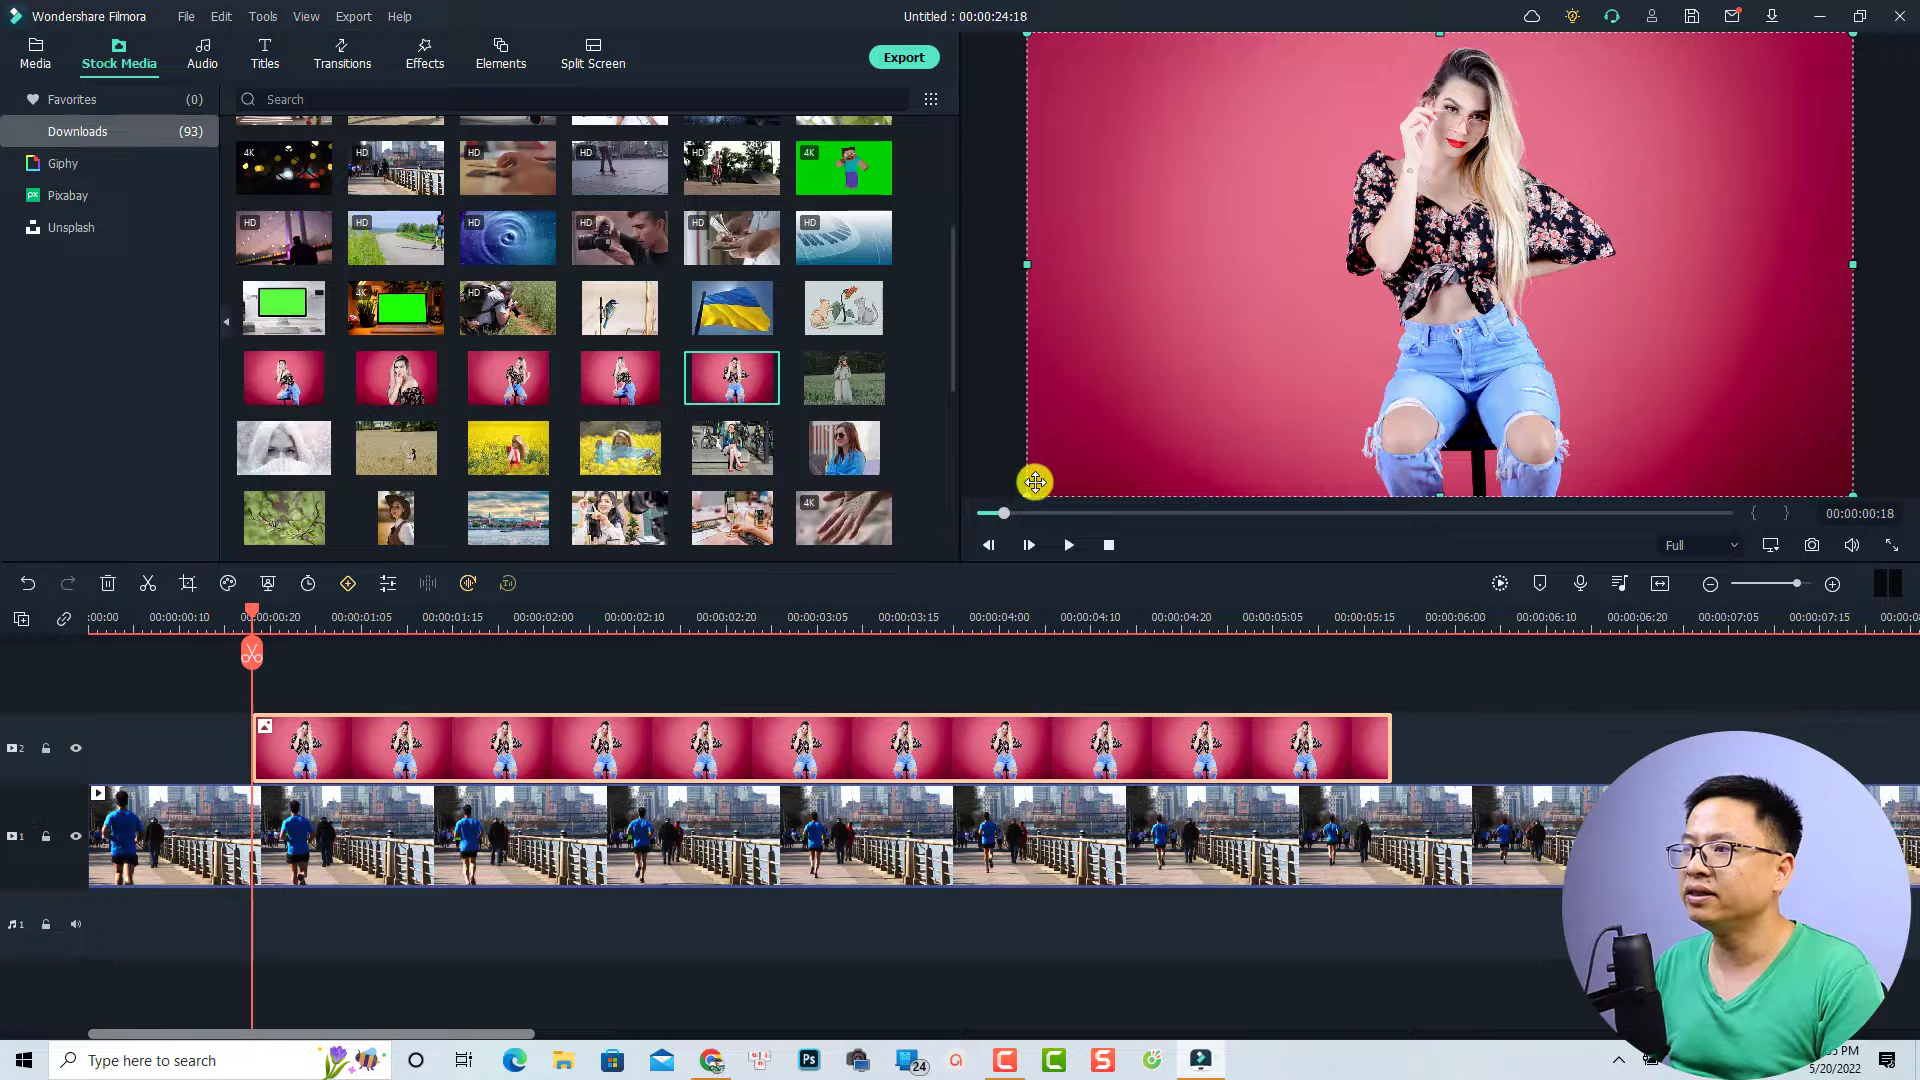 Wondershare Filmora
File
Edit
Tools
View
Export
Help
Untitled : 00:00:24:18
Media
Stock Media
Audio
Titles
Transitions
Effects
Elements
Split Screen
Export
Favorites
(0)
Search
Downloads
(93)
Giphy
px
Pixabay
Unsplash
4K
HD
HD
HD
HD
4K
HD
HD
HD
HD
HD
HD
4K
HD
4K
00:00:00:18
Full
:00:00
00:00:00:10
00:00:00:20
00:00:01:05
00:00:01:15
00:00:02:00
00:00:02:10
00:00:02:20
00:00:03:05
00:00:03:15
00:00:04:00
00:00:04:10
00:00:04:20
00:00:05:05
00:00:05:15
00:00:06:00
00:00:06:10
00:00:06:20
00:00:07:05
00:00:07:15
2
1
1
Type here to search
Ps
24
PM
5/20/2022